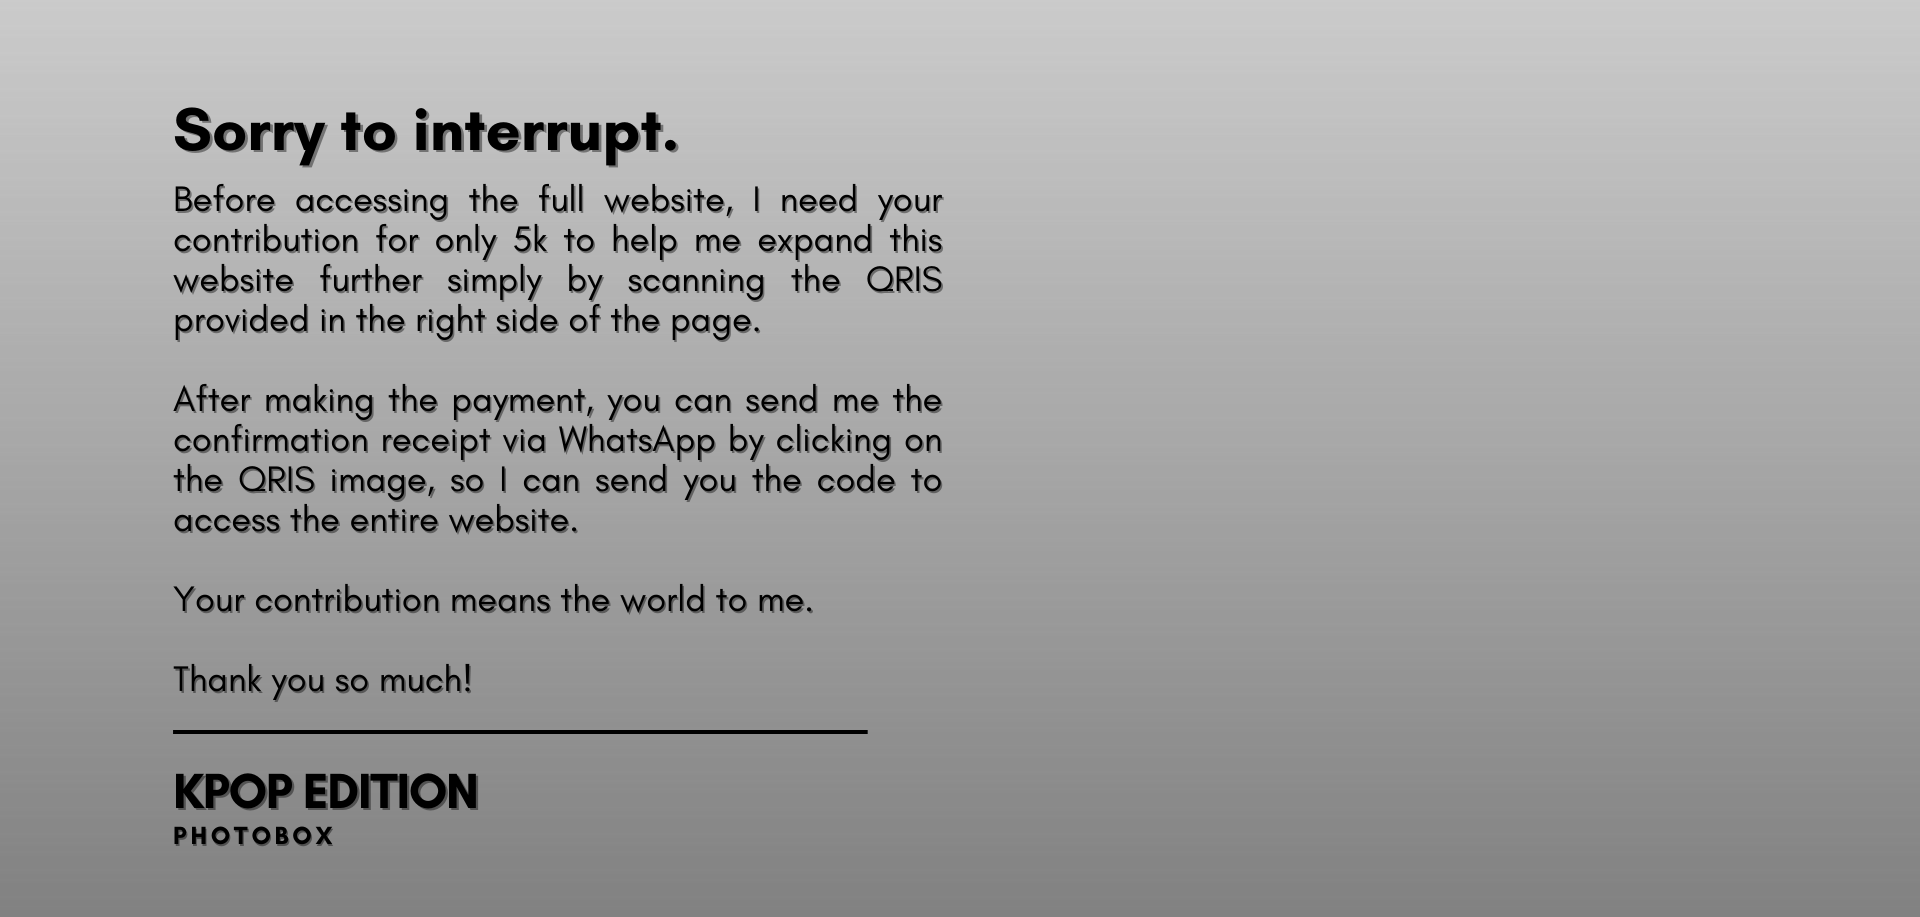 Sorry to interrupt.
Before accessing the full website, I need your
contribution for only 5k to help me expand this
website further simply by scanning the QRIS
provided in the right side of the page.
After making the payment, you can send me the
confirmation receipt via WhatsApp by clicking on
the QRIS image, so I can send you the code to
access the entire website.
Your contribution means the world to me.
Thank you so much!
KPOP EDITION
PHOTOBOX